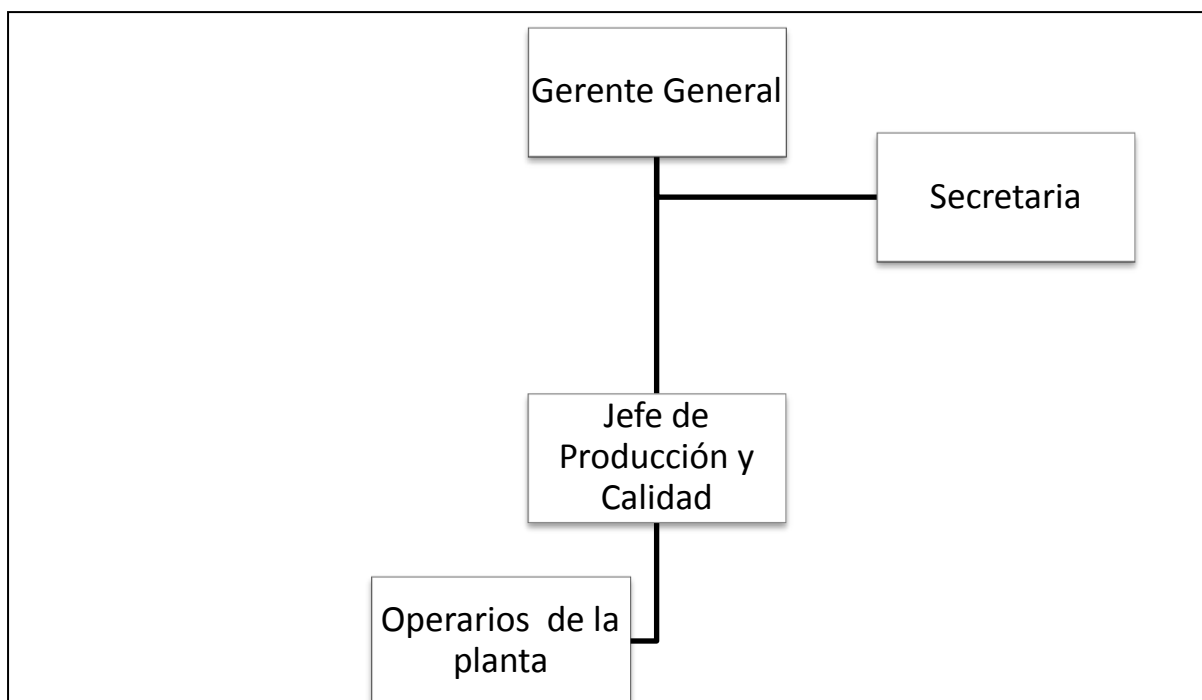 Gerente General
Secretaria
Jefe de
Producción y
Calidad
Operarios  de la
planta